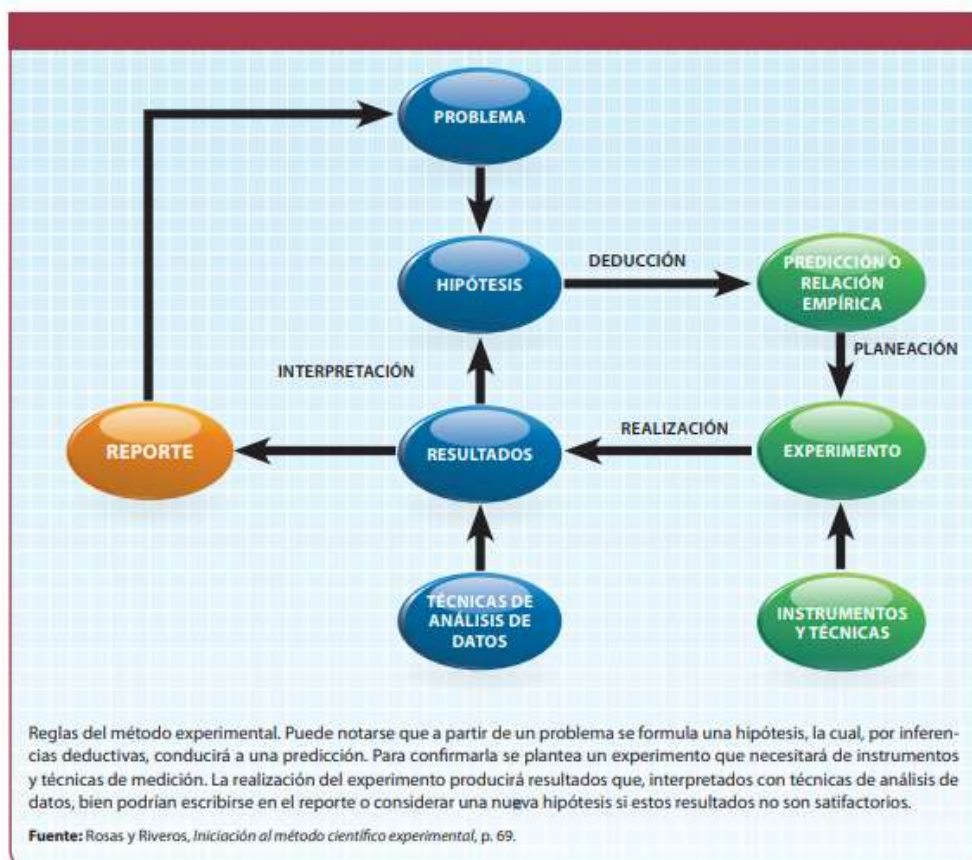 PROBLEMA
HIPÓTESIS
DEDUCCIÓN
PREDICCIÓN O
RELACIÓN
EMPÍRICA
PLANEACIÓN
INTERPRETACIÓN
REPORTE
RESULTADOS
REALIZACIÓN
EXPERIMENTO
TÉCNICAS DE
ANÁLISIS DE
DATOS
INSTRUMENTOS
Y TÉCNICAS
Reglas del método experimental. Puede notarse que a partir de un problema se formula una hipótesis, la cual, por inferen-
cias deductivas, conducirá a una predicción. Para confirmarla se plantea un experimento que necesitará de instrumentos
y técnicas de medición. La realización del experimento producirá resultados que, interpretados con técnicas de análisis de
datos, bien podrían escribirse en el reporte o considerar una nueva hipótesis si estos resultados no son satifactorios.
Fuente: Rosas y Riveros, Iniciación al método científico experimental, p. 69.